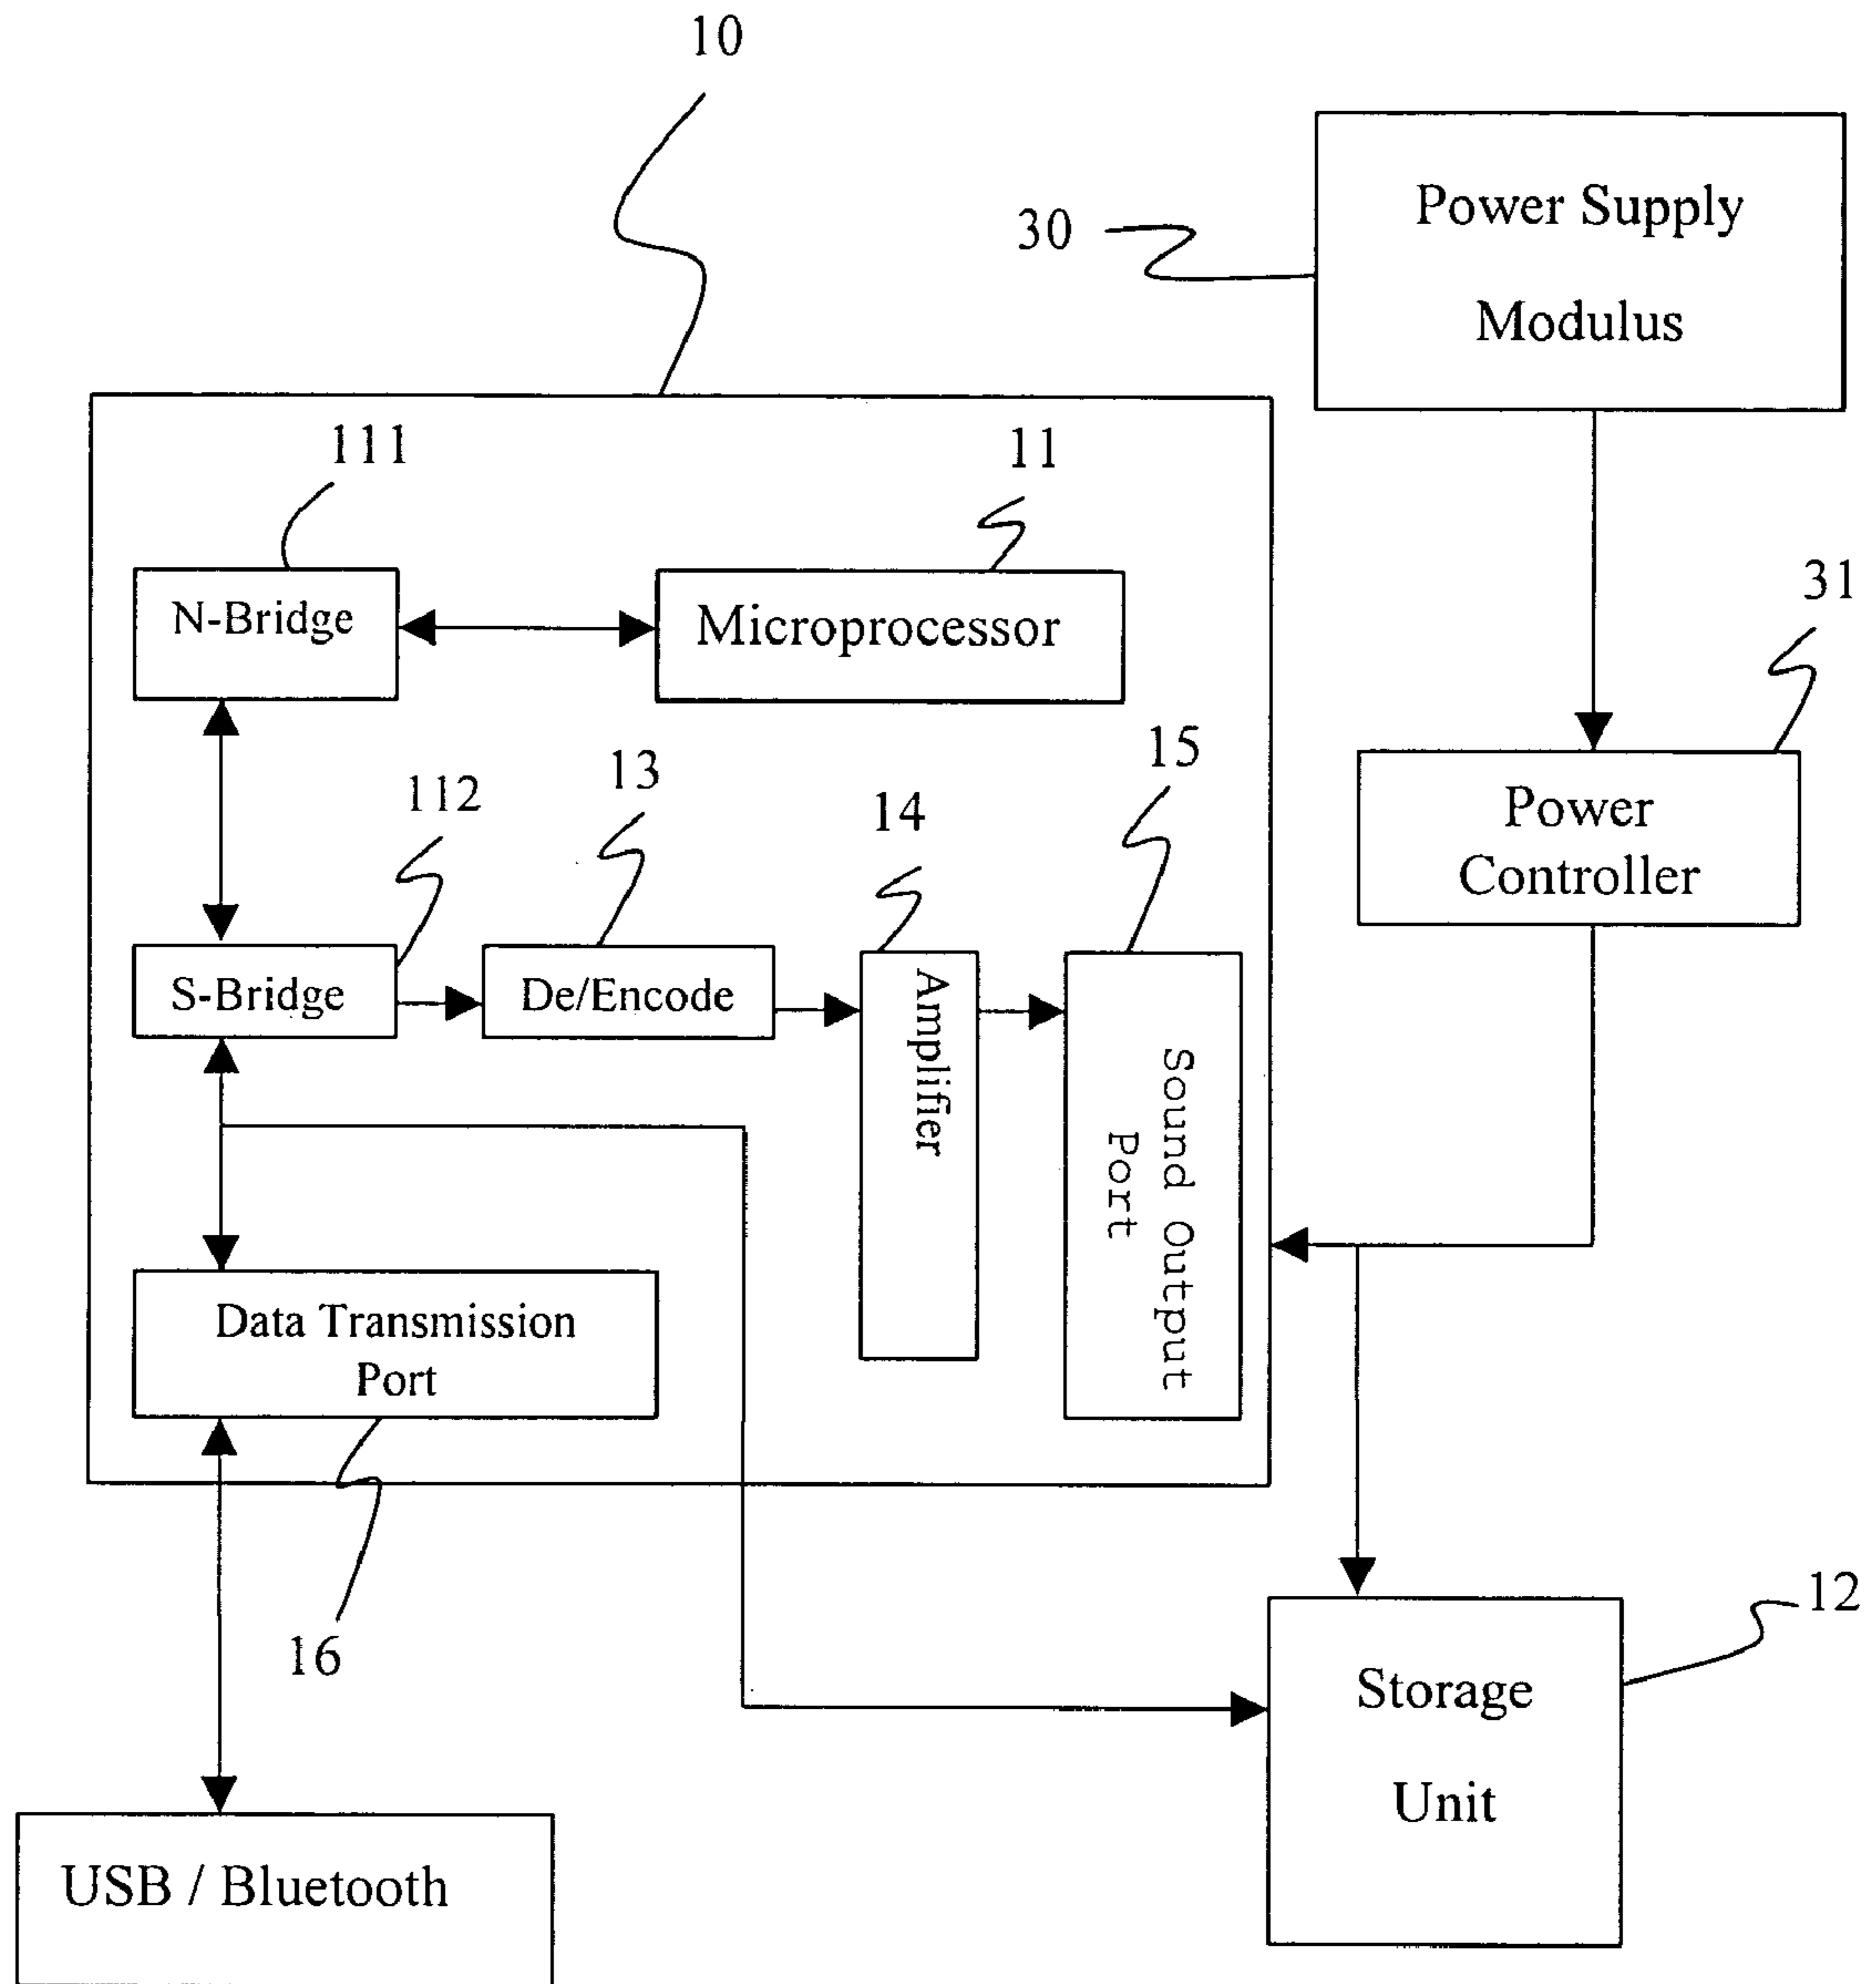 10
Power Supply
Modulus
30
111
11
N-Bridge
Microprocessor
31
Power
Controller
112
13
14
15
S-Bridge
De/Encode
Amplifier
Sound Output
Port
Data Transmission
Port
16
12
Storage
Unit
USB / Bluetooth